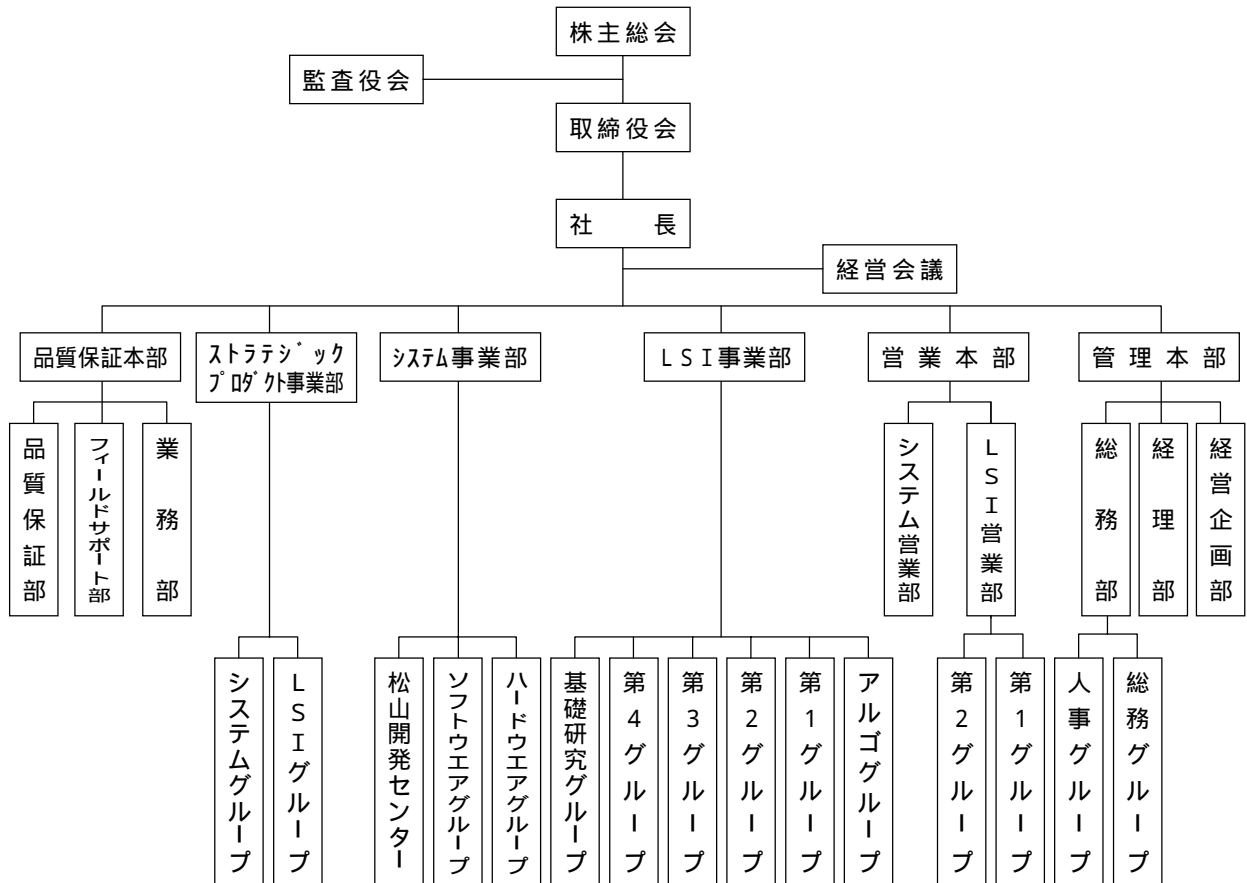 株主総会
監査役会
取締役会
社長
経営会議
品質保証本部
ストラテジック
プロダクト事業部
システム事業部
LSI事業部
営業本部
管理本部
品質保証部
フィールドサポート部
業務部
システム営業部
LSI営業部
総務部
経理部
経営企画部
システムグループ
LSIグループ
松山開発センター
ソフトウエアグループ
ハードウエアグループ
基礎研究グループ
第4グループ
第3グループ
第2グループ
第1グループ
アルゴグループ
第2グループ
第1グループ
人事グループ
総務グループ